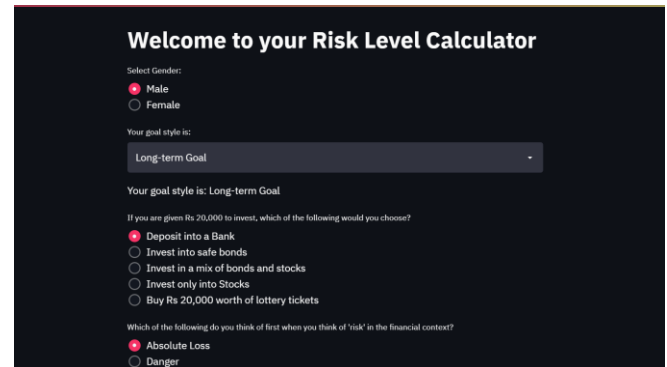 Welcome to your Risk Level Calculator
Select Gender:
Male
Female
Your goal style is:
Long-term Goal
Your goal style is: Long-term Goal
If you are given Rs 20,000 to invest, which of the following would you choose?
Deposit into a Bank
Invest into safe bonds
Invest in a mix of bonds and stocks
Invest only into Stocks
Buy Rs 20,000 worth of lottery tickets
Which of the following do you think of first when you think of 'risk' in the financial context?
Absolute Loss
Danger